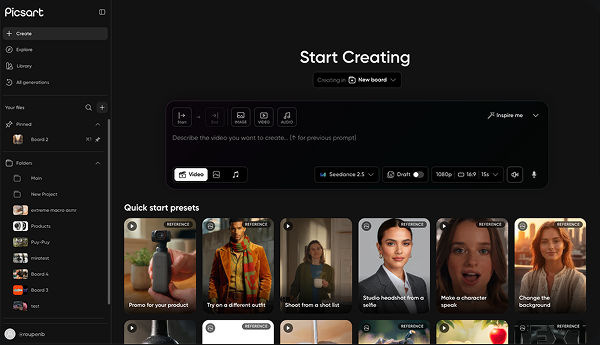 Picsart
Create
Explore
Library
All generations
Your files
Pinned
Board 2
Folders
Main
New Project
extreme-macro-asmr
Products
Puy-Puy
miratest
Board 4
Board 3
test
@rouponb
Start Creating
Creating in New board
Start
End
IMAGE
VIDEO
AUDIO
Inspire me
Describe the video you want to create... (↑ for previous prompt)
Video
Seedance 2.5
Draft
1080p
16:9
15s
Quick start presets
REFERENCE
Promo for your product
REFERENCE
Try on a different outfit
Shoot from a shot list
REFERENCE
Studio headshot from a
selfie
Make a character
speak
REFERENCE
Change the
background
REFERENCE
REFERENCE
REFERENCE